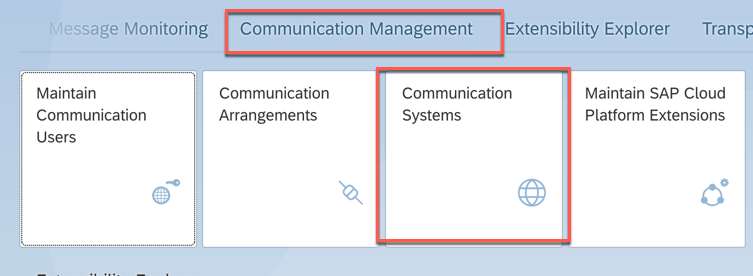 Message Monitoring Communication Management Extensibility Explorer Transp
Maintain
Communication
Users
Communication
Arrangements
Communication
Systems
Maintain SAP Cloud
Platform Extensions